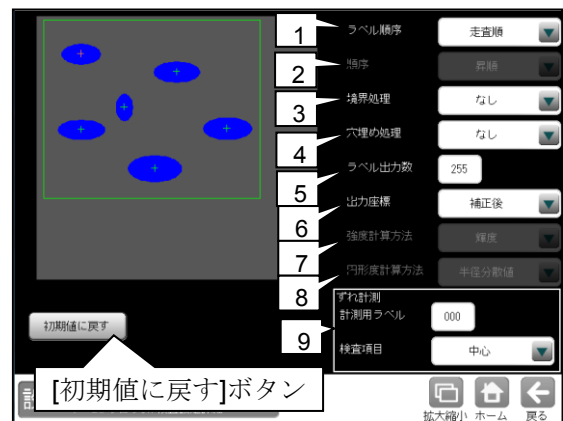 1 ラベル順序 走査順
2 順序 昇順
3 境界処理 なし
4 穴埋め処理 なし
5 ラベル出力数 255
6 出力座標 補正後
7 強度計算方法 輝度
8 円形度計算方法 半径分散値
ずれ計測
9 計測用ラベル 000
検査項目 中心
初期値に戻す
[初期値に戻す]ボタン
拡大縮小 ホーム 戻る